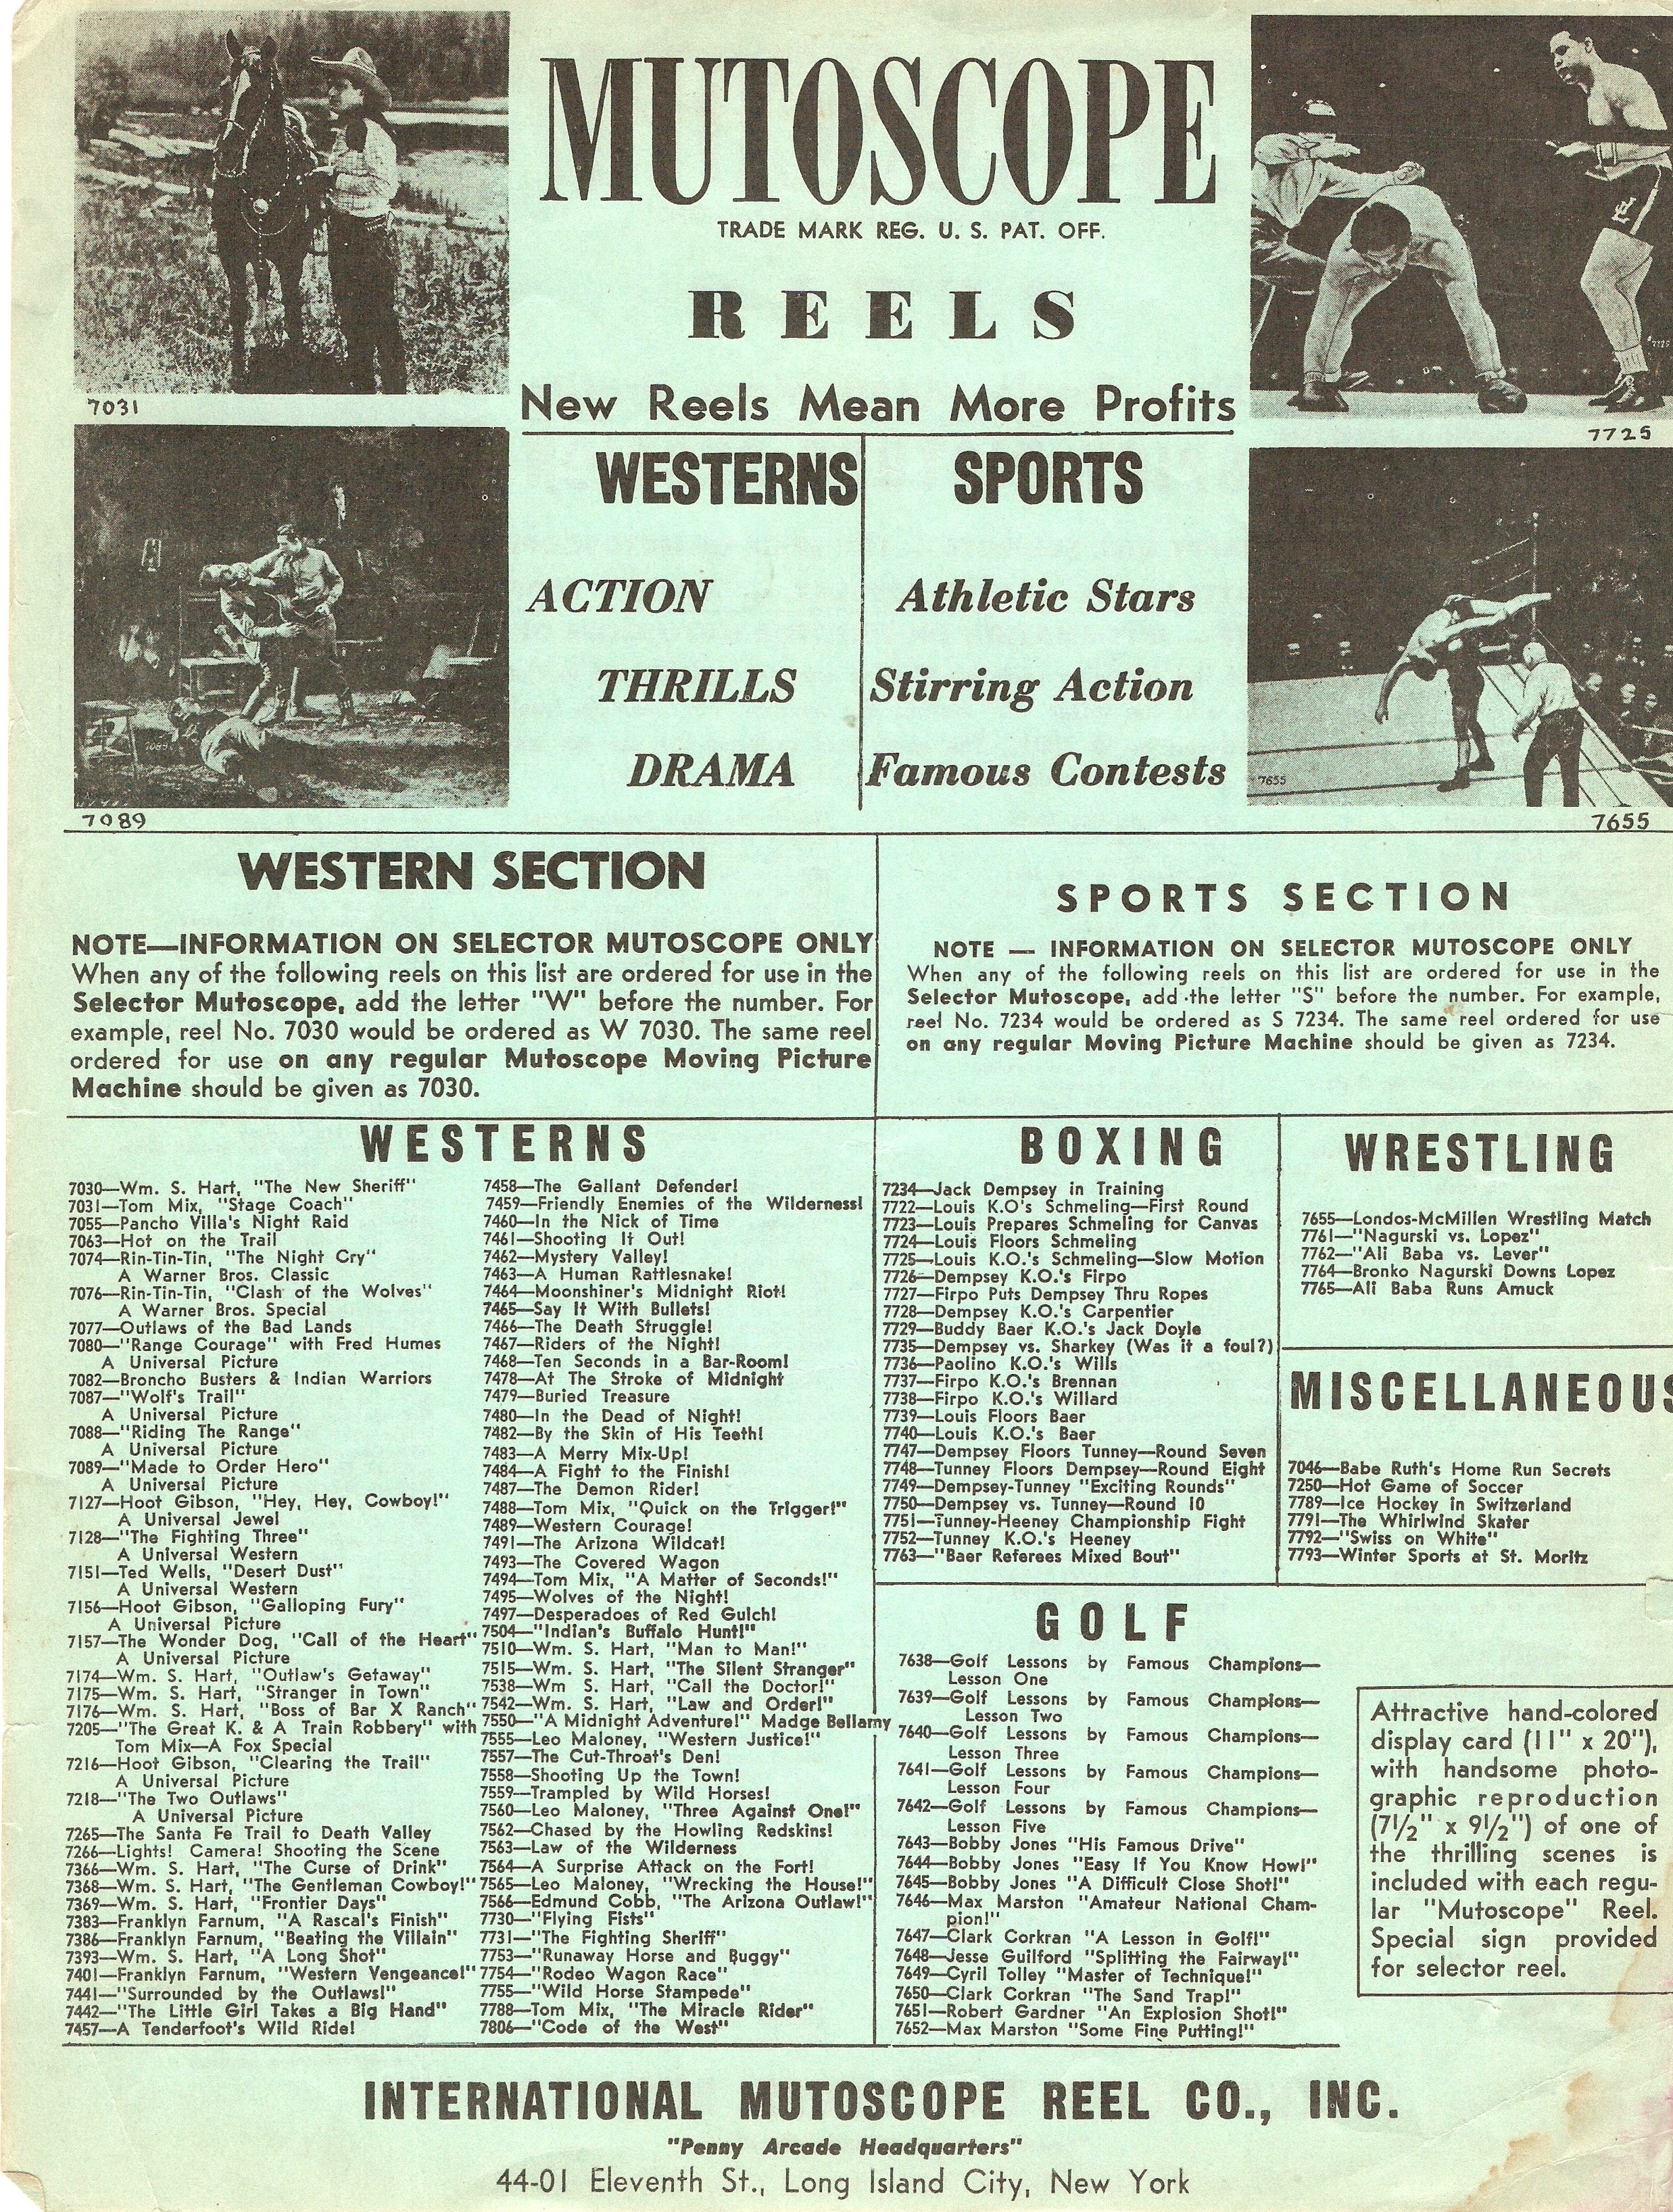 MUTOSCOPE
TRADE MARK REG. U. S. PAT. OFF.
REELS
New Reels Mean More Profits
7031
7725
7725
WESTERNS
ACTION
THRILLS
DRAMA
SPORTS
Athletic Stars
Stirring Action
Famous Contests
7089
7089
7655
7655
WESTERN SECTION
NOTE—INFORMATION ON SELECTOR MUTOSCOPE ONLY
When any of the following reels on this list are ordered for use in the
Selector Mutoscope, add the letter "W" before the number. For
example, reel No. 7030 would be ordered as W 7030. The same reel
ordered for use on any regular Mutoscope Moving Picture
Machine should be given as 7030.
SPORTS SECTION
NOTE — INFORMATION ON SELECTOR MUTOSCOPE ONLY
When any of the following reels on this list are ordered for use in the
Selector Mutoscope, add the letter "S" before the number. For example,
reel No. 7234 would be ordered as S 7234. The same reel ordered for use
on any regular Moving Picture Machine should be given as 7234.
WESTERNS
7030—Wm. S. Hart, "The New Sheriff"
7031—Tom Mix, "Stage Coach"
7055—Pancho Villa's Night Raid
7063—Hot on the Trail
7074—Rin-Tin-Tin, "The Night Cry"
A Warner Bros. Classic
7076—Rin-Tin-Tin, "Clash of the Wolves"
A Warner Bros. Special
7077—Outlaws of the Bad Lands
7080—"Range Courage" with Fred Humes
A Universal Picture
7082—Broncho Busters & Indian Warriors
7087—"Wolf's Trail"
A Universal Picture
7088—"Riding The Range"
A Universal Picture
7089—"Made to Order Hero"
A Universal Picture
7127—Hoot Gibson, "Hey, Hey, Cowboy!"
A Universal Jewel
7128—"The Fighting Three"
A Universal Western
7151—Ted Wells, "Desert Dust"
A Universal Western
7156—Hoot Gibson, "Galloping Fury"
A Universal Picture
7157—The Wonder Dog, "Call of the Heart"
A Universal Picture
7174—Wm. S. Hart, "Outlaw's Getaway"
7175—Wm. S. Hart, "Stranger in Town"
7176—Wm. S. Hart, "Boss of Bar X Ranch"
7205—"The Great K. & A Train Robbery" with
Tom Mix—A Fox Special
7216—Hoot Gibson, "Clearing the Trail"
A Universal Picture
7218—"The Two Outlaws"
A Universal Picture
7265—The Santa Fe Trail to Death Valley
7266—Lights! Camera! Shooting the Scene
7366—Wm. S. Hart, "The Curse of Drink"
7368—Wm. S. Hart, "The Gentleman Cowboy!"
7369—Wm. S. Hart, "Frontier Days"
7383—Franklyn Farnum, "A Rascal's Finish"
7386—Franklyn Farnum, "Beating the Villain"
7393—Wm. S. Hart, "A Long Shot"
7401—Franklyn Farnum, "Western Vengeance!"
7441—"Surrounded by the Outlaws!"
7442—"The Little Girl Takes a Big Hand"
7457—A Tenderfoot's Wild Ride!
7458—The Gallant Defender!
7459—Friendly Enemies of the Wilderness!
7460—In the Nick of Time
7461—Shooting It Out!
7462—Mystery Valley!
7463—A Human Rattlesnake!
7464—Moonshiner's Midnight Riot!
7465—Say It With Bullets!
7466—The Death Struggle!
7467—Riders of the Night!
7468—Ten Seconds in a Bar-Room!
7478—At The Stroke of Midnight
7479—Buried Treasure
7480—In the Dead of Night!
7482—By the Skin of His Teeth!
7483—A Merry Mix-Up!
7484—A Fight to the Finish!
7487—The Demon Rider!
7488—Tom Mix, "Quick on the Trigger!"
7489—Western Courage!
7491—The Arizona Wildcat!
7493—The Covered Wagon
7494—Tom Mix, "A Matter of Seconds!"
7495—Wolves of the Night!
7497—Desperadoes of Red Gulch!
7504—"Indian's Buffalo Hunt!"
7510—Wm. S. Hart, "Man to Man!"
7515—Wm. S. Hart, "The Silent Stranger"
7538—Wm S. Hart, "Call the Doctor!"
7542—Wm. S. Hart, "Law and Order!"
7550—"A Midnight Adventure!" Madge Bellamy
7555—Leo Maloney, "Western Justice!"
7557—The Cut-Throat's Den!
7558—Shooting Up the Town!
7559—Trampled by Wild Horses!
7560—Leo Maloney, "Three Against One!"
7562—Chased by the Howling Redskins!
7563—Law of the Wilderness
7564—A Surprise Attack on the Fort!
7565—Leo Maloney, "Wrecking the House!"
7566—Edmund Cobb, "The Arizona Outlaw!"
7730—"Flying Fists"
7731—"The Fighting Sheriff"
7753—"Runaway Horse and Buggy"
7754—"Rodeo Wagon Race"
7755—"Wild Horse Stampede"
7788—Tom Mix, "The Miracle Rider"
7806—"Code of the West"
BOXING
7234—Jack Dempsey in Training
7722—Louis K.O's Schmeling—First Round
7723—Louis Prepares Schmeling for Canvas
7724—Louis Floors Schmeling
7725—Louis K.O.'s Schmeling—Slow Motion
7726—Dempsey K.O.'s Firpo
7727—Firpo Puts Dempsey Thru Ropes
7728—Dempsey K.O.'s Carpentier
7729—Buddy Baer K.O.'s Jack Doyle
7735—Dempsey vs. Sharkey (Was it a foul?)
7736—Paolino K.O.'s Wills
7737—Firpo K.O.'s Brennan
7738—Firpo K.O.'s Willard
7739—Louis Floors Baer
7740—Louis K.O.'s Baer
7747—Dempsey Floors Tunney—Round Seven
7748—Tunney Floors Dempsey—Round Eight
7749—Dempsey-Tunney "Exciting Rounds"
7750—Dempsey vs. Tunney—Round 10
7751—Tunney-Heeney Championship Fight
7752—Tunney K.O.'s Heeney
7763—"Baer Referees Mixed Bout"
WRESTLING
7655—Londos-McMillen Wrestling Match
7761—"Nagurski vs. Lopez"
7762—"Ali Baba vs. Lever"
7764—Bronko Nagurski Downs Lopez
7765—Ali Baba Runs Amuck
MISCELLANEOUS
7046—Babe Ruth's Home Run Secrets
7250—Hot Game of Soccer
7789—Ice Hockey in Switzerland
7791—The Whirlwind Skater
7792—"Swiss on White"
7793—Winter Sports at St. Moritz
GOLF
7638—Golf Lessons by Famous Champions—
Lesson One
7639—Golf Lessons by Famous Champions—
Lesson Two
7640—Golf Lessons by Famous Champions—
Lesson Three
7641—Golf Lessons by Famous Champions—
Lesson Four
7642—Golf Lessons by Famous Champions—
Lesson Five
7643—Bobby Jones "His Famous Drive"
7644—Bobby Jones "Easy If You Know How!"
7645—Bobby Jones "A Difficult Close Shot!"
7646—Max Marston "Amateur National Cham-
pion!"
7647—Clark Corkran "A Lesson in Golf!"
7648—Jesse Guilford "Splitting the Fairway!"
7649—Cyril Tolley "Master of Technique!"
7650—Clark Corkran "The Sand Trap!"
7651—Robert Gardner "An Explosion Shot!"
7652—Max Marston "Some Fine Putting!"
Attractive hand-colored
display card (11" x 20"),
with handsome photo-
graphic reproduction
(7½" x 9½") of one of
the thrilling scenes is
included with each regu-
lar "Mutoscope" Reel.
Special sign provided
for selector reel.
INTERNATIONAL MUTOSCOPE REEL CO., INC.
"Penny Arcade Headquarters"
44-01 Eleventh St., Long Island City, New York